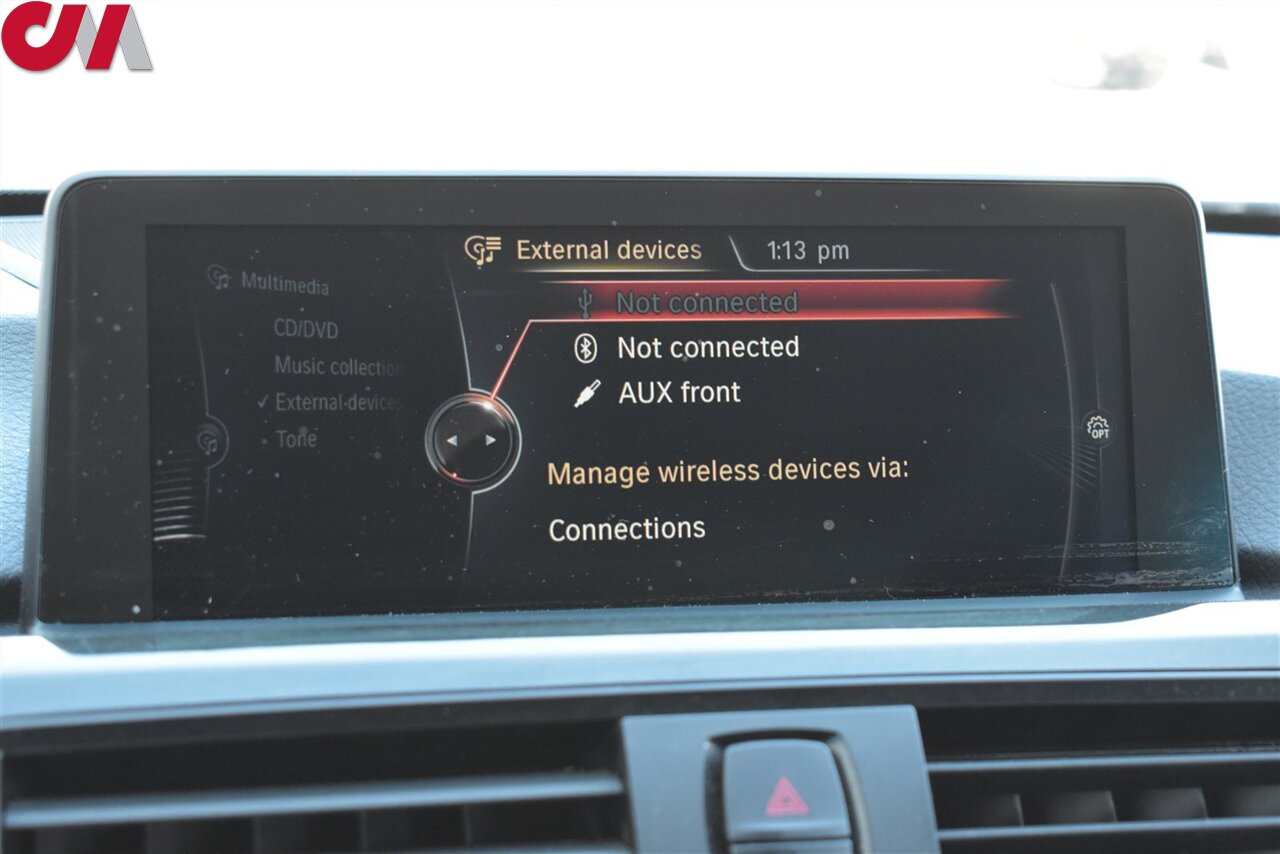 CM
External devices
1:13 pm
Multimedia
CD/DVD
Music collection
External devices
Tone
Not connected
Not connected
AUX front
Manage wireless devices via:
Connections
OPT